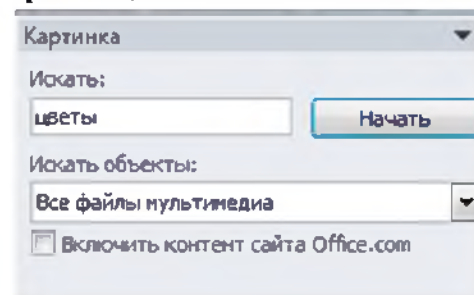 Картинка
Искать:
цветы
Начать
Искать объекты:
Все файлы мультимедиа
Включить контент сайта Office.com